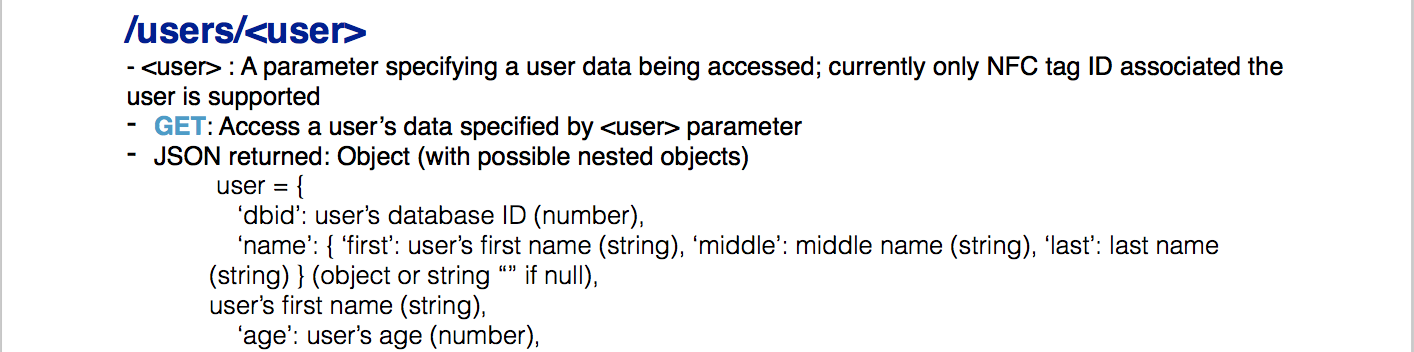 /users/<user>
- <user> : A parameter specifying a user data being accessed; currently only NFC tag ID associated the
user is supported
- GET: Access a user’s data specified by <user> parameter
- JSON returned: Object (with possible nested objects)
user = {
‘dbid’: user’s database ID (number),
‘name’: { ‘first’: user’s first name (string), ‘middle’: middle name (string), ‘last’: last name
(string) } (object or string “” if null),
user’s first name (string),
‘age’: user’s age (number),